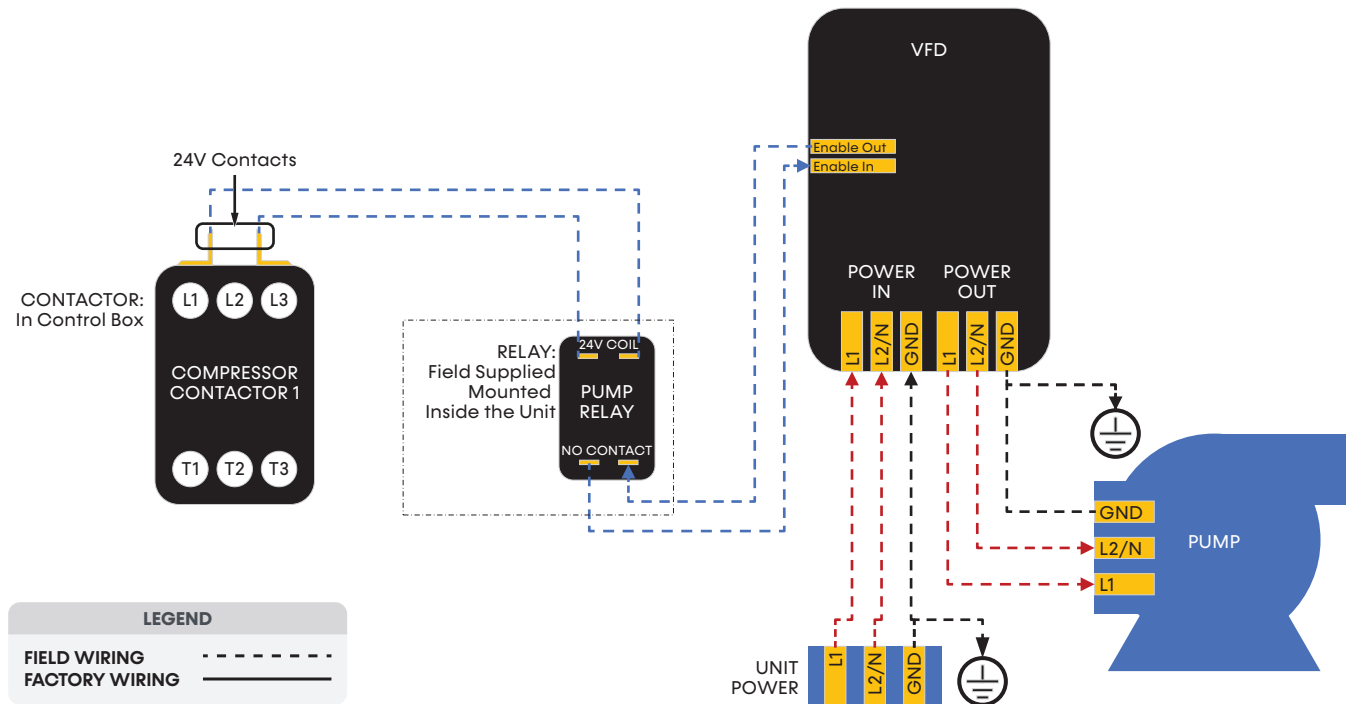 VFD
Enable Out
Enable In
24V Contacts
POWER
IN
POWER
OUT
L1
L2/N
GND
L1
L2/N
GND
CONTACTOR:
In Control Box
L1
L2
L3
COMPRESSOR
CONTACTOR 1
T1
T2
T3
RELAY:
Field Supplied
Mounted
Inside the Unit
24V COIL
PUMP
RELAY
NO CONTACT
GND
L2/N
L1
PUMP
LEGEND
FIELD WIRING
FACTORY WIRING
UNIT
POWER
L1
L2/N
GND